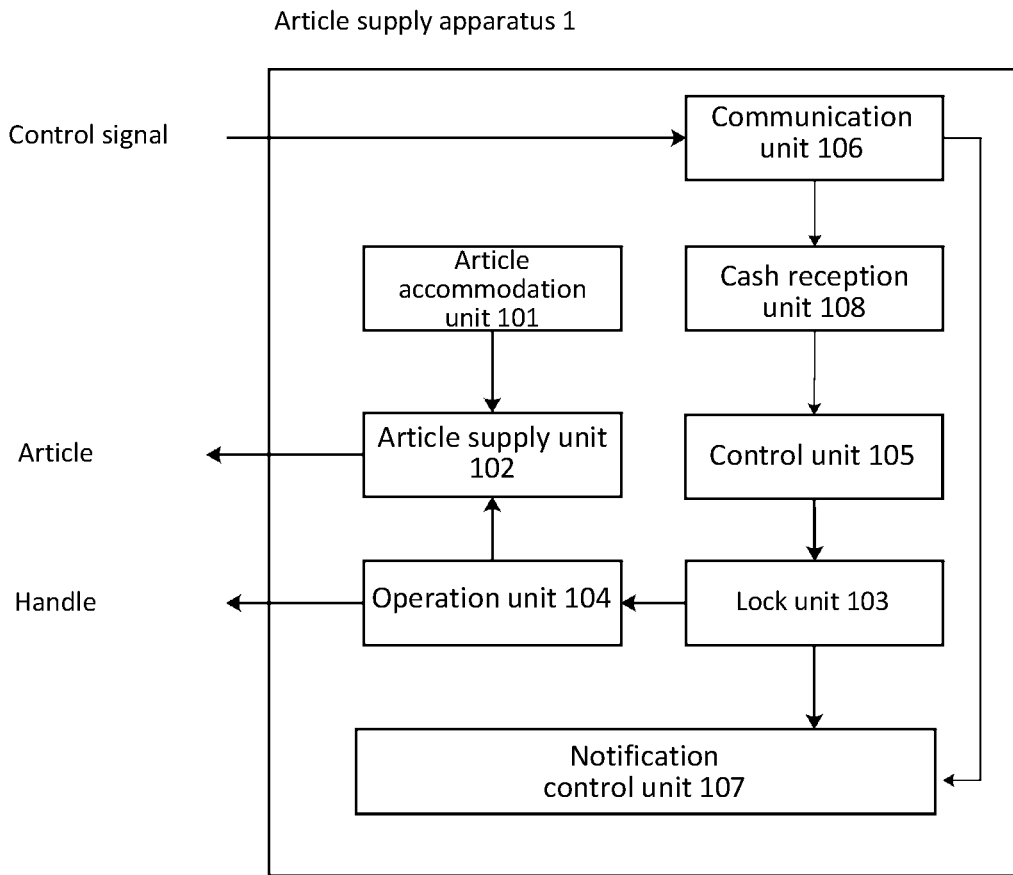 Article supply apparatus 1
Control signal
Communication
unit 106
Article
accommodation
unit 101
Cash reception
unit 108
Article
Article supply unit
102
Control unit 105
Handle
Operation unit 104
Lock unit 103
Notification
control unit 107